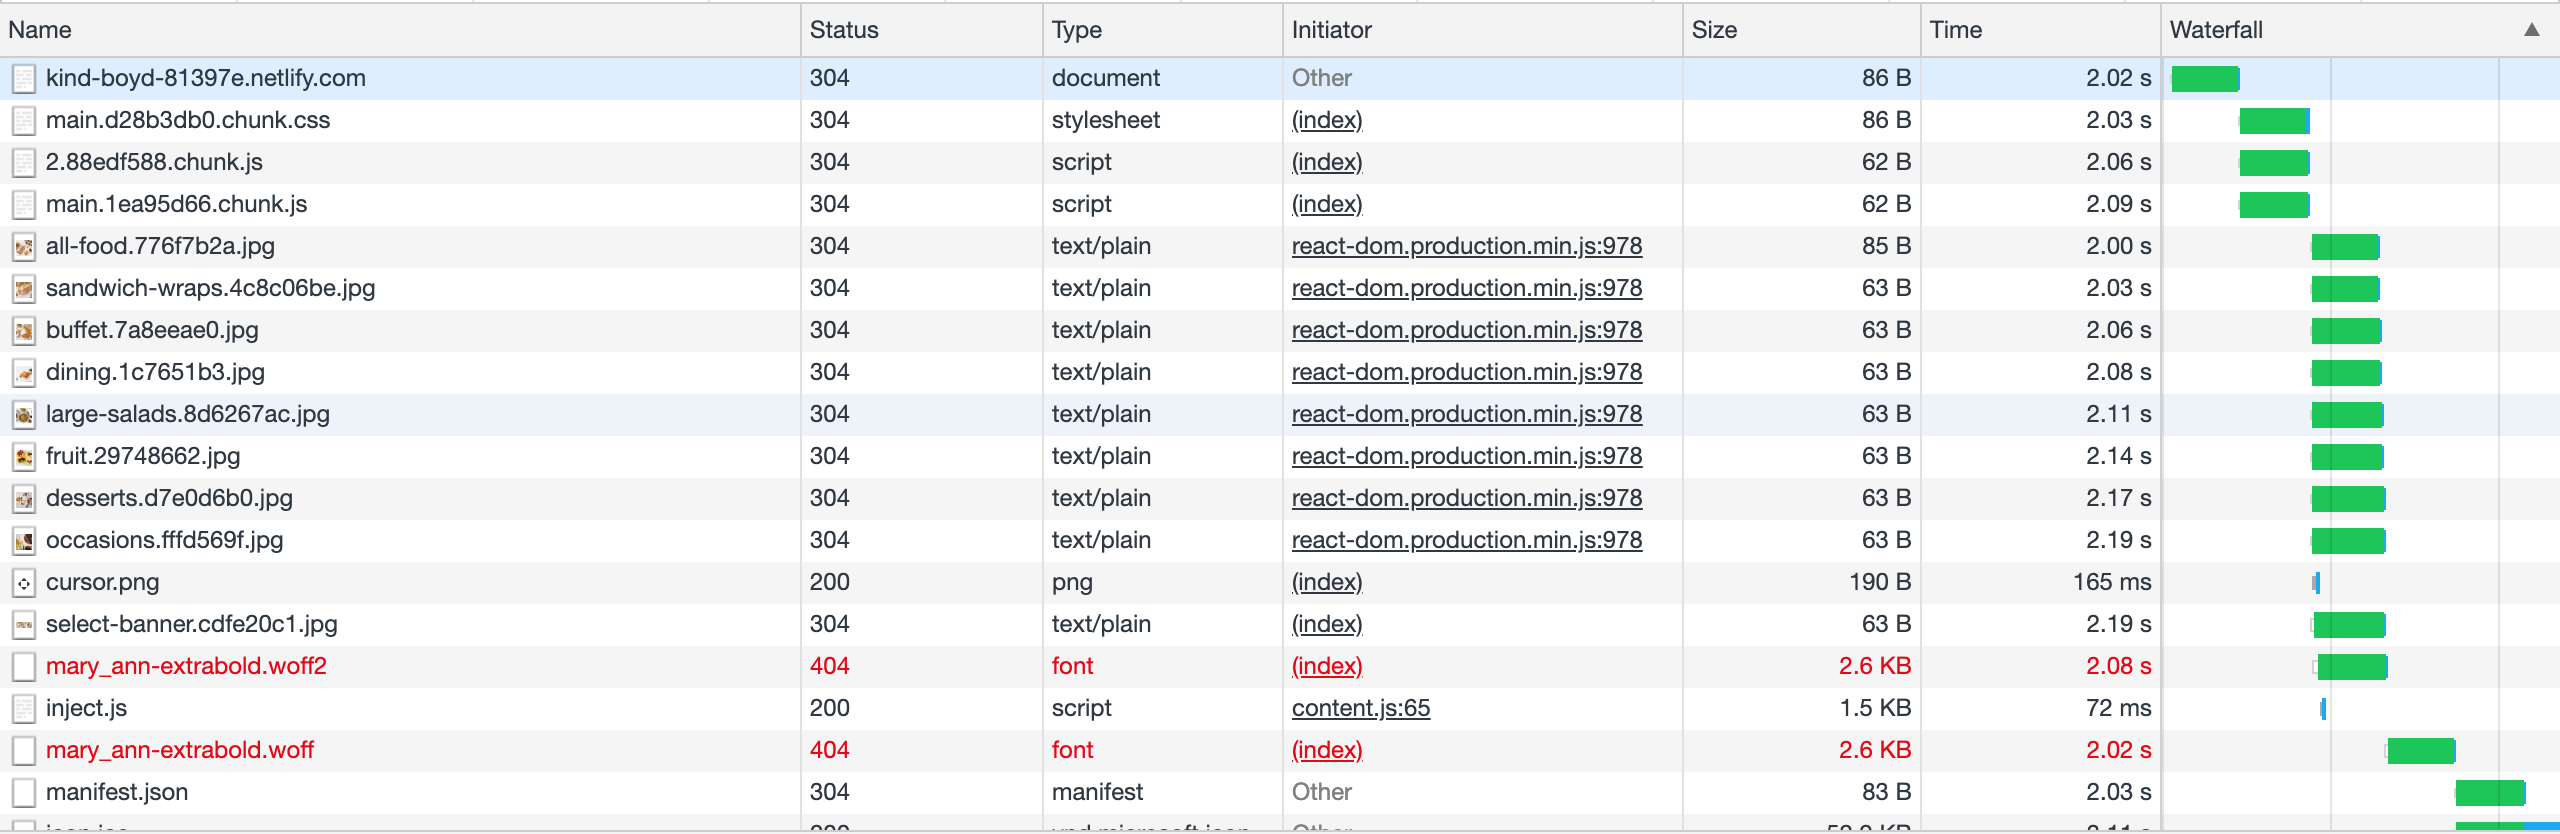 Name Status Type Initiator Size Time Waterfall ▲
kind-boyd-81397e.netlify.com 304 document Other 86 B 2.02 s
main.d28b3db0.chunk.css 304 stylesheet (index) 86 B 2.03 s
2.88edf588.chunk.js 304 script (index) 62 B 2.06 s
main.1ea95d66.chunk.js 304 script (index) 62 B 2.09 s
all-food.776f7b2a.jpg 304 text/plain react-dom.production.min.js:978 85 B 2.00 s
sandwich-wraps.4c8c06be.jpg 304 text/plain react-dom.production.min.js:978 63 B 2.03 s
buffet.7a8eeae0.jpg 304 text/plain react-dom.production.min.js:978 63 B 2.06 s
dining.1c7651b3.jpg 304 text/plain react-dom.production.min.js:978 63 B 2.08 s
large-salads.8d6267ac.jpg 304 text/plain react-dom.production.min.js:978 63 B 2.11 s
fruit.29748662.jpg 304 text/plain react-dom.production.min.js:978 63 B 2.14 s
desserts.d7e0d6b0.jpg 304 text/plain react-dom.production.min.js:978 63 B 2.17 s
occasions.fffd569f.jpg 304 text/plain react-dom.production.min.js:978 63 B 2.19 s
cursor.png 200 png (index) 190 B 165 ms
select-banner.cdfe20c1.jpg 304 text/plain (index) 63 B 2.19 s
mary_ann-extrabold.woff2 404 font (index) 2.6 KB 2.08 s
inject.js 200 script content.js:65 1.5 KB 72 ms
mary_ann-extrabold.woff 404 font (index) 2.6 KB 2.02 s
manifest.json 304 manifest Other 83 B 2.03 s